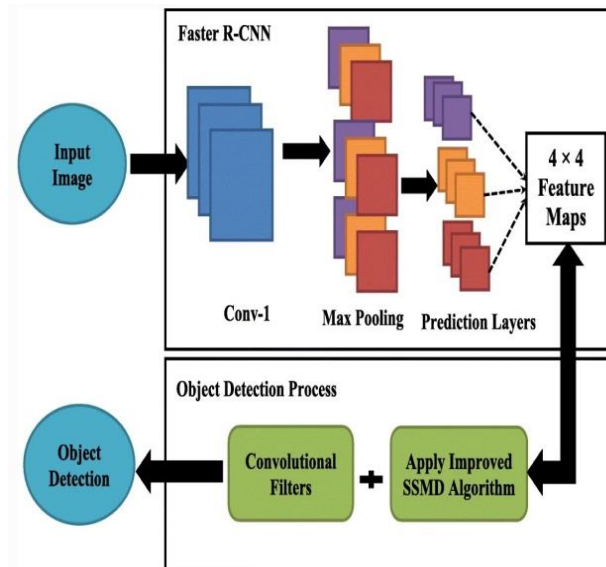 Faster R-CNN
Input
Image
4 × 4
Feature
Maps
Conv-1
Max Pooling
Prediction Layers
Object Detection Process
Object
Detection
Convolutional
Filters
+
Apply Improved
SSMD Algorithm